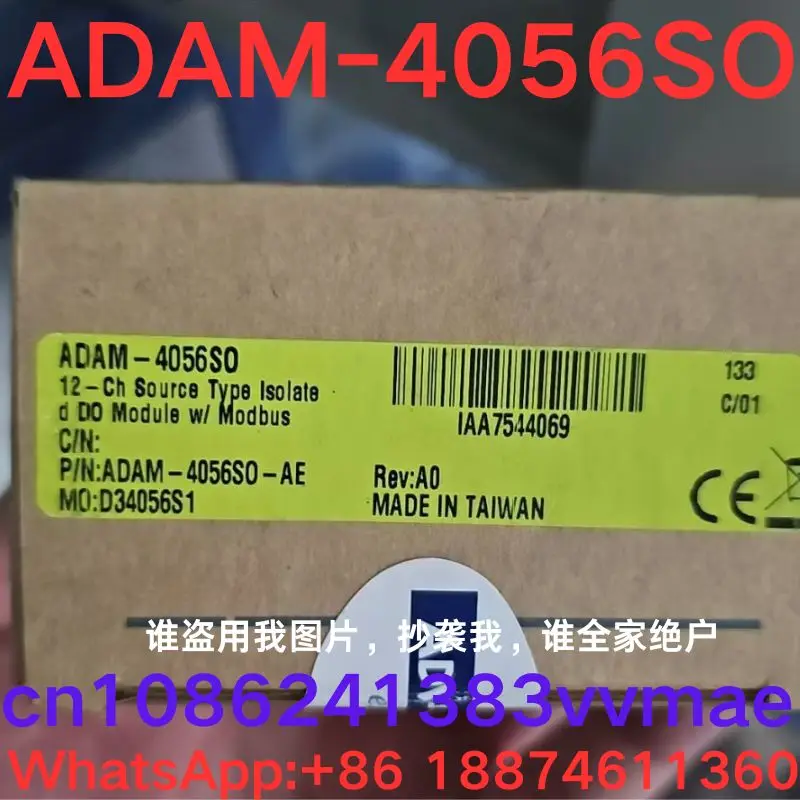 ADAM-4056SO
ADAM-4056SO
12-Ch Source Type Isolate
d DO Module w/ Modbus
C/N:
P/N:ADAM-4056SO-AE
MO:D34056S1
IAA7544069
Rev:A0
MADE IN TAIWAN
133
C/01
CE
谁盗用我图片，抄袭我，谁全家绝户
ADV
cn1086241383vvmae
WhatsApp:+86 18874611360